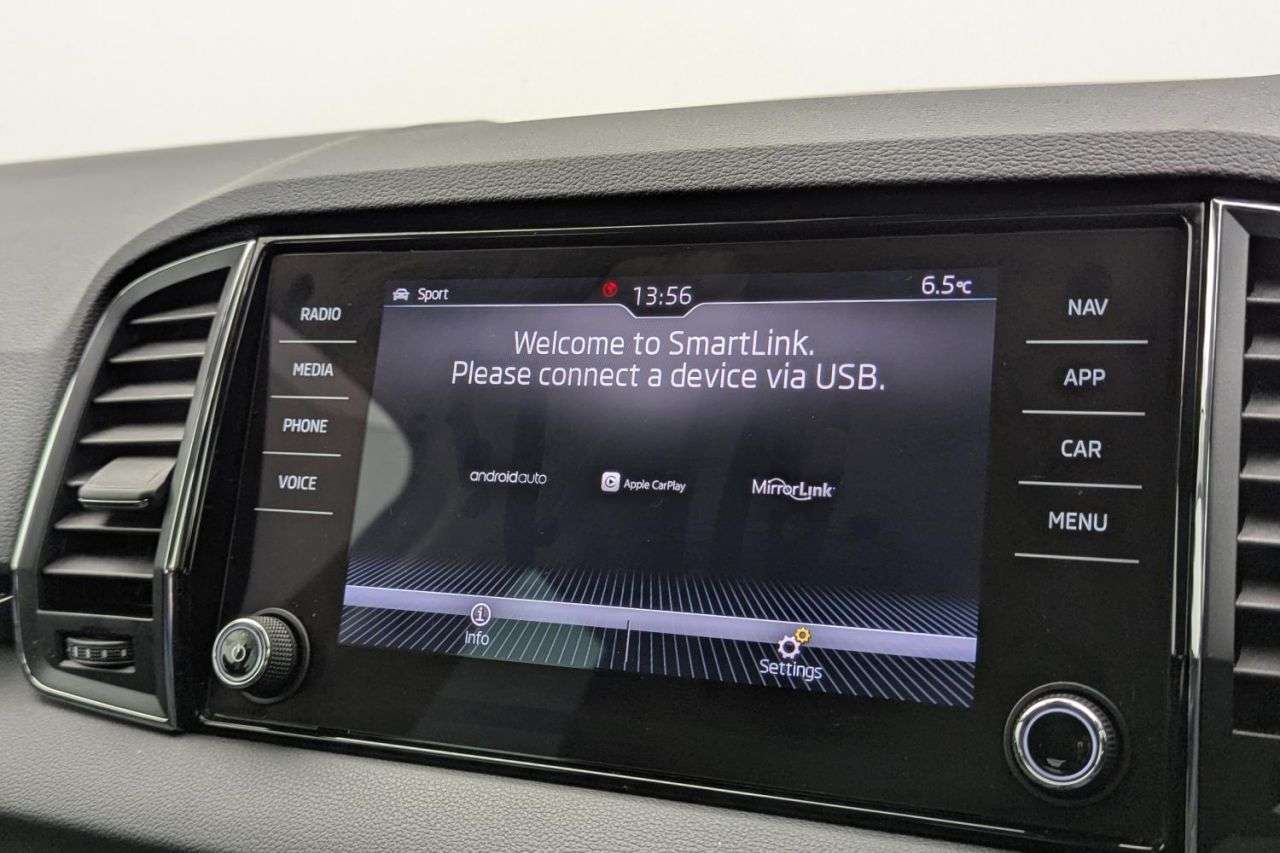 Sport
13:56
6.5°C
RADIO
MEDIA
PHONE
VOICE
Welcome to SmartLink.
Please connect a device via USB.
androidauto
Apple CarPlay
MirrorLink
Info
Settings
NAV
APP
CAR
MENU